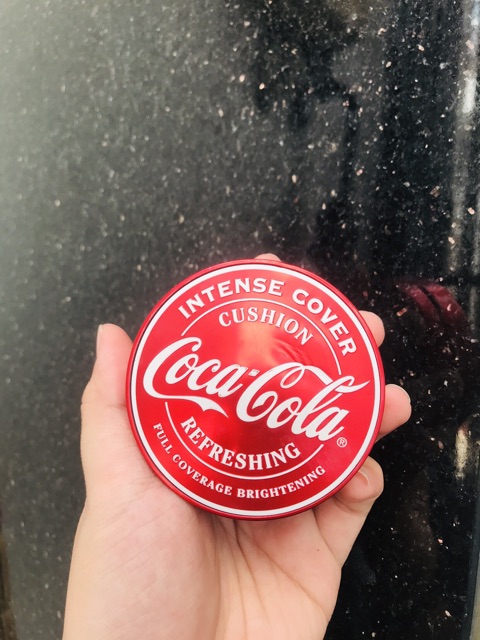 INTENSE COVER
CUSHION
Coca-Cola®
REFRESHING
FULL COVERAGE BRIGHTENING